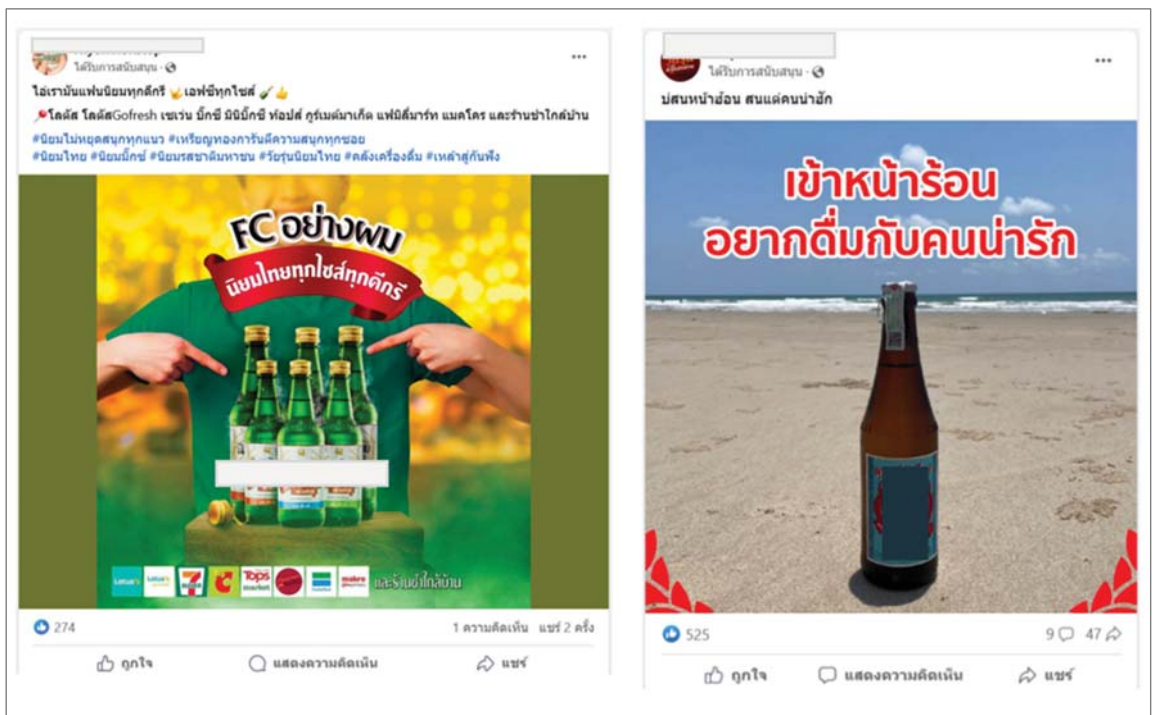 ได้รับการสนับสนุน ·
ไอ่เรามันแฟนนิยมทุกดีกรี 🤟เอฟซีทุกไซส์ 🍾👍
📍โลตัส โลตัสGofresh เซเว่น บิ๊กซี มินิบิ๊กซี ท๊อปส์ กูร์เมต์มาเก็ต แฟมิลี่มาร์ท แมคโคร และร้านชำใกล้บ้าน
#นิยมไม่หยุดสนุกทุกแนว #เหรียญทองการันตีความสนุกทุกซอย
#นิยมไทย #นิยมมิ๊กซ์ #นิยมรสชาติมหาชน #วัยรุ่นนิยมไทย #คลังเครื่องดื่ม #เหล่าสู่กันฟัง
FC อย่างผม
นิยมไทยทุกไซส์ทุกดีกรี
Lotus's
Lotus's
7
ELEVEN
Tops
market
makro
และร้านชำใกล้บ้าน
274
1 ความคิดเห็น แชร์ 2 ครั้ง
ถูกใจ
แสดงความคิดเห็น
แชร์
ได้รับการสนับสนุน ·
บ่สนหน้าฮ้อน สนแต่คนน่าฮัก
เข้าหน้าร้อน
อยากดื่มกับคนน่ารัก
525
9 47
ถูกใจ
แสดงความคิดเห็น
แชร์